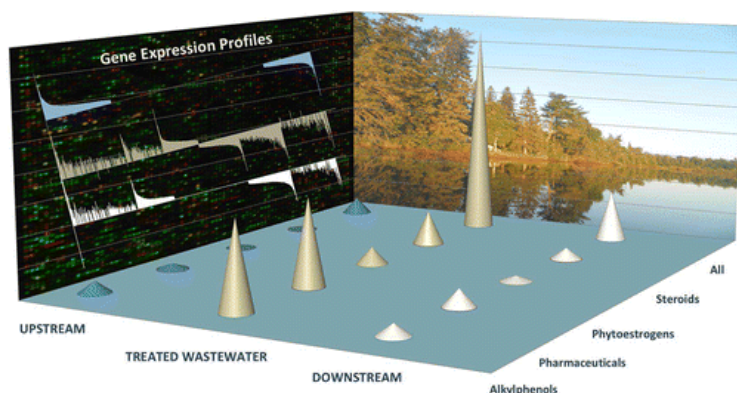 Gene Expression Profiles
UPSTREAM
TREATED WASTEWATER
DOWNSTREAM
All
Steroids
Phytoestrogens
Pharmaceuticals
Alkylphenols